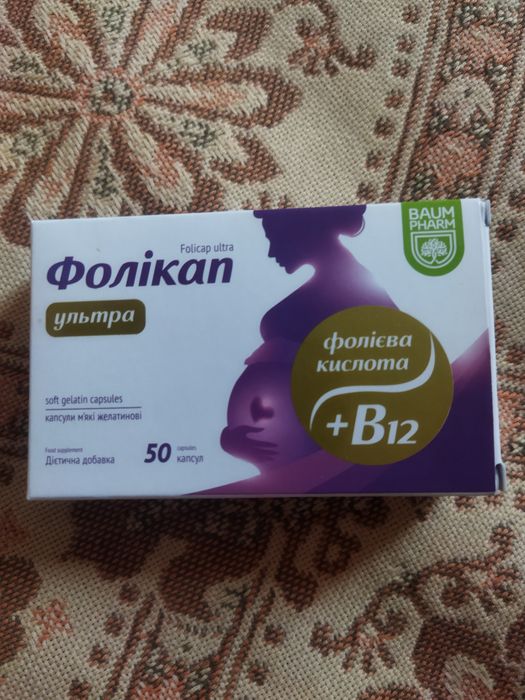 Folicap ultra
Фолікап
ультра
BAUM
PHARM
фолієва
кислота
+B12
soft gelatin capsules
капсули м'які желатинові
Food supplement
Дієтична добавка
50 capsules
капсул